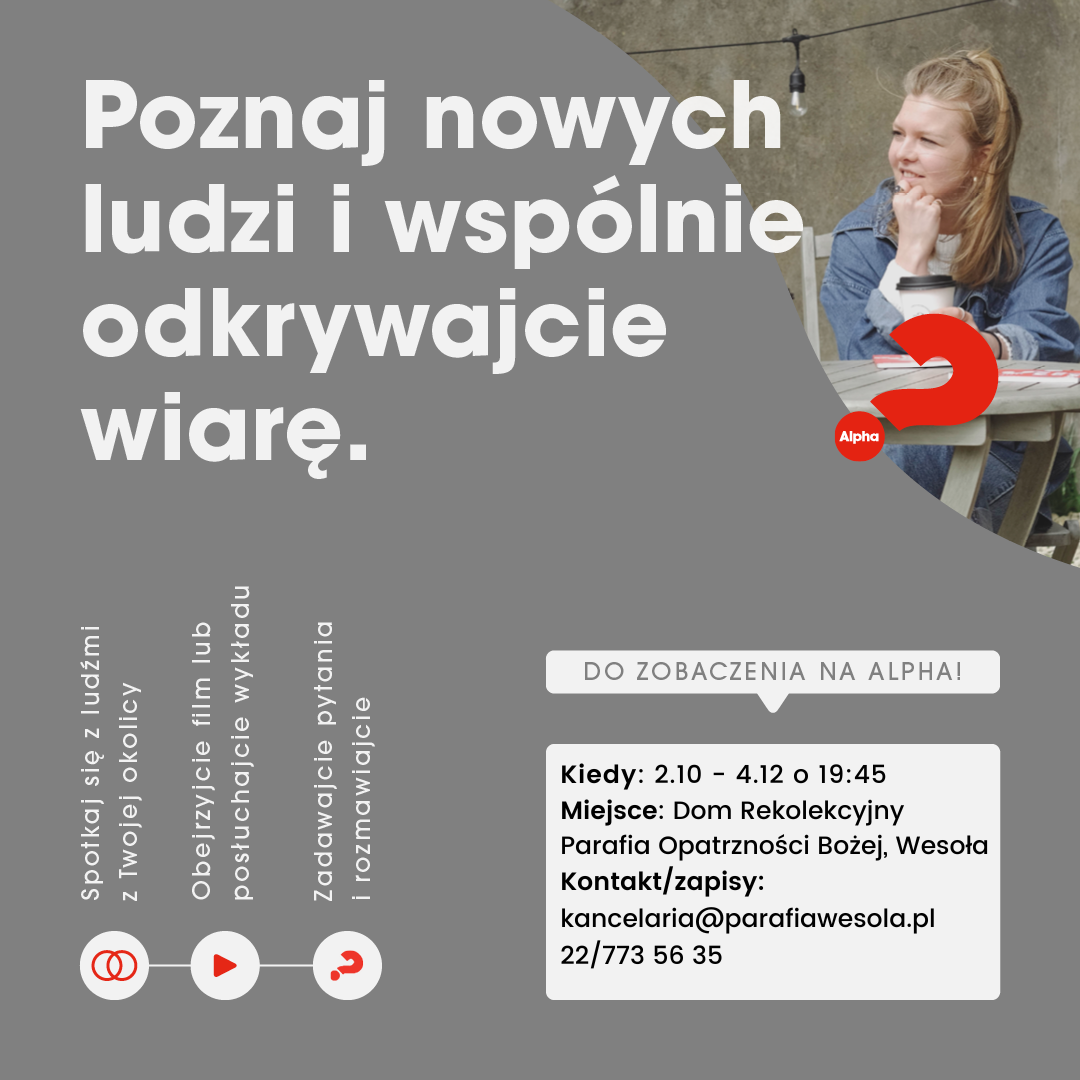 Poznaj nowych
ludzi i wspólnie
odkrywajcie
wiarę.
Alpha
Spotkaj się z ludźmi
z Twojej okolicy
Obejrzyjcie film lub
posłuchajcie wykładu
Zadawajcie pytania
i rozmawiajcie
DO ZOBACZENIA NA ALPHA!
Kiedy: 2.10 - 4.12 o 19:45
Miejsce: Dom Rekolekcyjny
Parafia Opatrzności Bożej, Wesoła
Kontakt/zapisy:
kancelaria@parafiawesola.pl
22/773 56 35